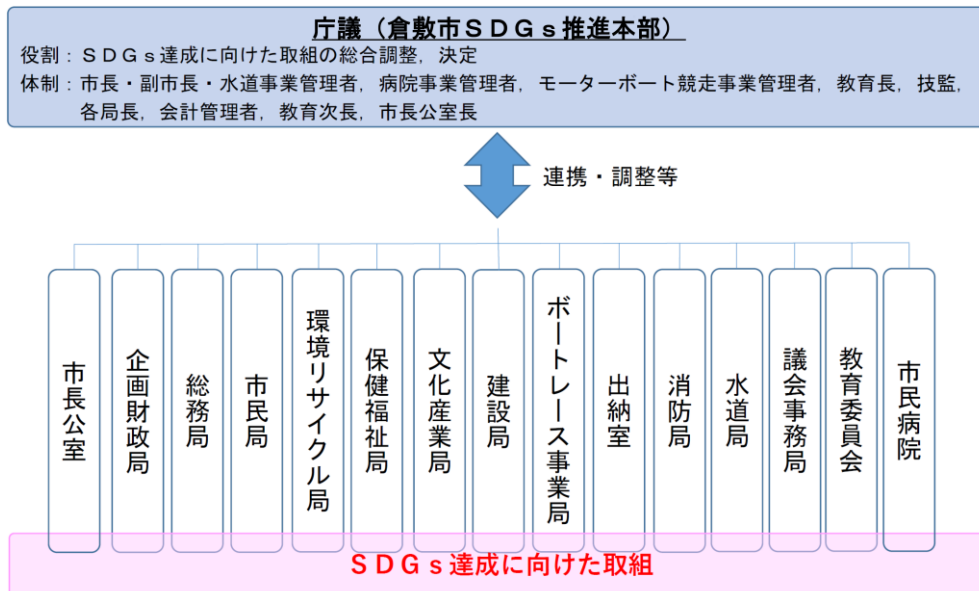 庁議（倉敷市ＳＤＧｓ推進本部）
役割：ＳＤＧｓ達成に向けた取組の総合調整，決定
体制：市長・副市長・水道事業管理者，病院事業管理者，モーターボート競走事業管理者，教育長，技監，
各局長，会計管理者，教育次長，市長公室長
連携・調整等
市長公室
企画財政局
総務局
市民局
環境リサイクル局
保健福祉局
文化産業局
建設局
ボートレース事業局
出納室
消防局
水道局
議会事務局
教育委員会
市民病院
ＳＤＧｓ達成に向けた取組